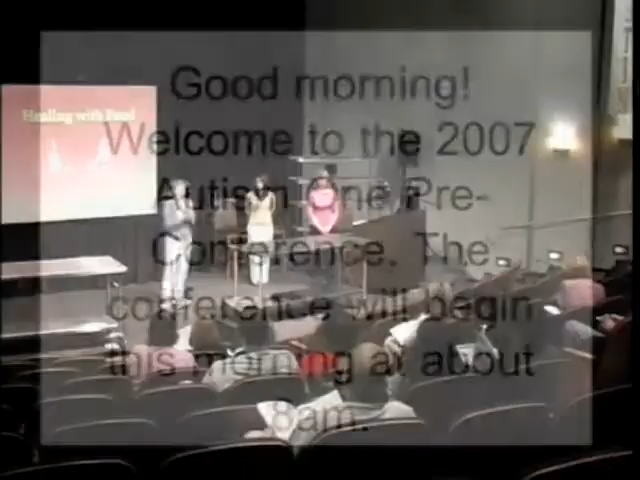 Good morning!
Welcome to the 2007
Autism One Pre-
Conference. The
conference will begin
this morning at about
8am.
Healing with Food